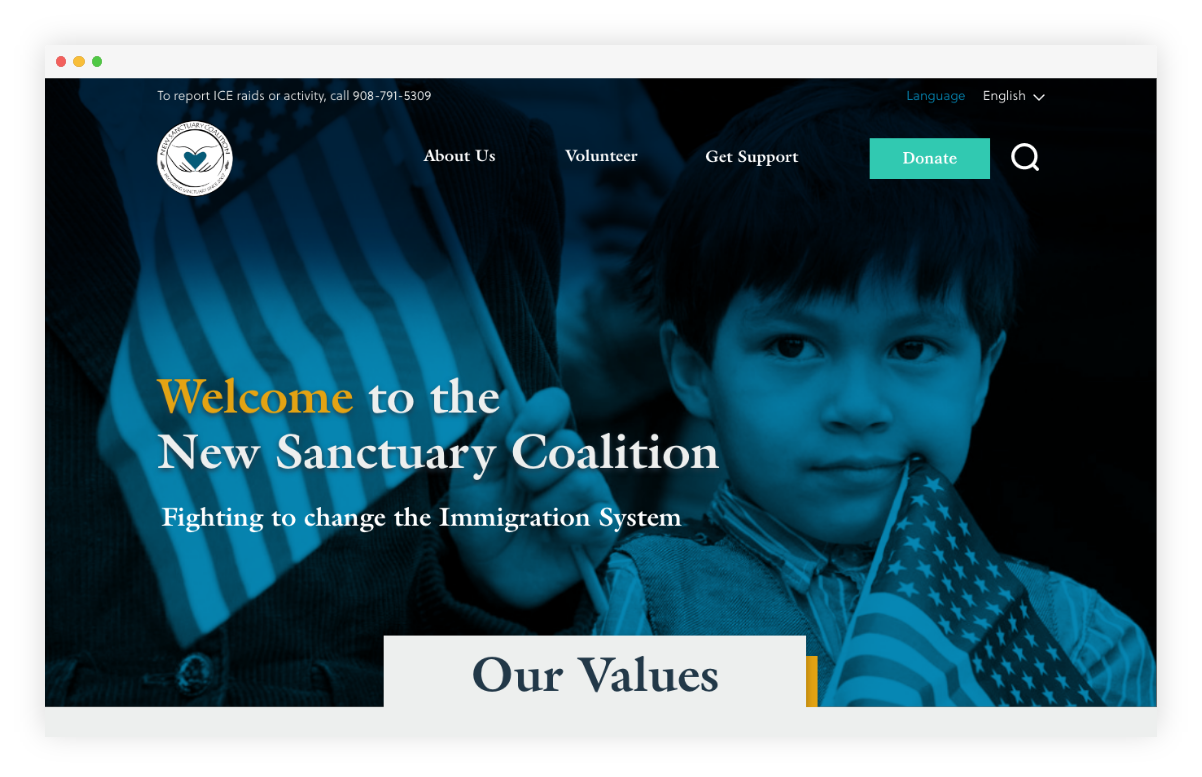 To report ICE raids or activity, call 908-791-5309
Language English
NEW SANCTUARY COALITION
About Us Volunteer Get Support Donate
Welcome to the
New Sanctuary Coalition
Fighting to change the Immigration System
Our Values